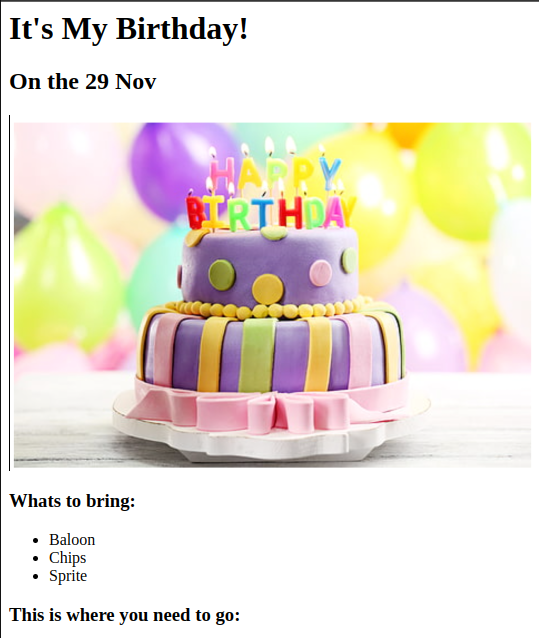 It's My Birthday!
On the 29 Nov
HAPPY
BIRTHDAY
Whats to bring:
Baloon
Chips
Sprite
This is where you need to go: